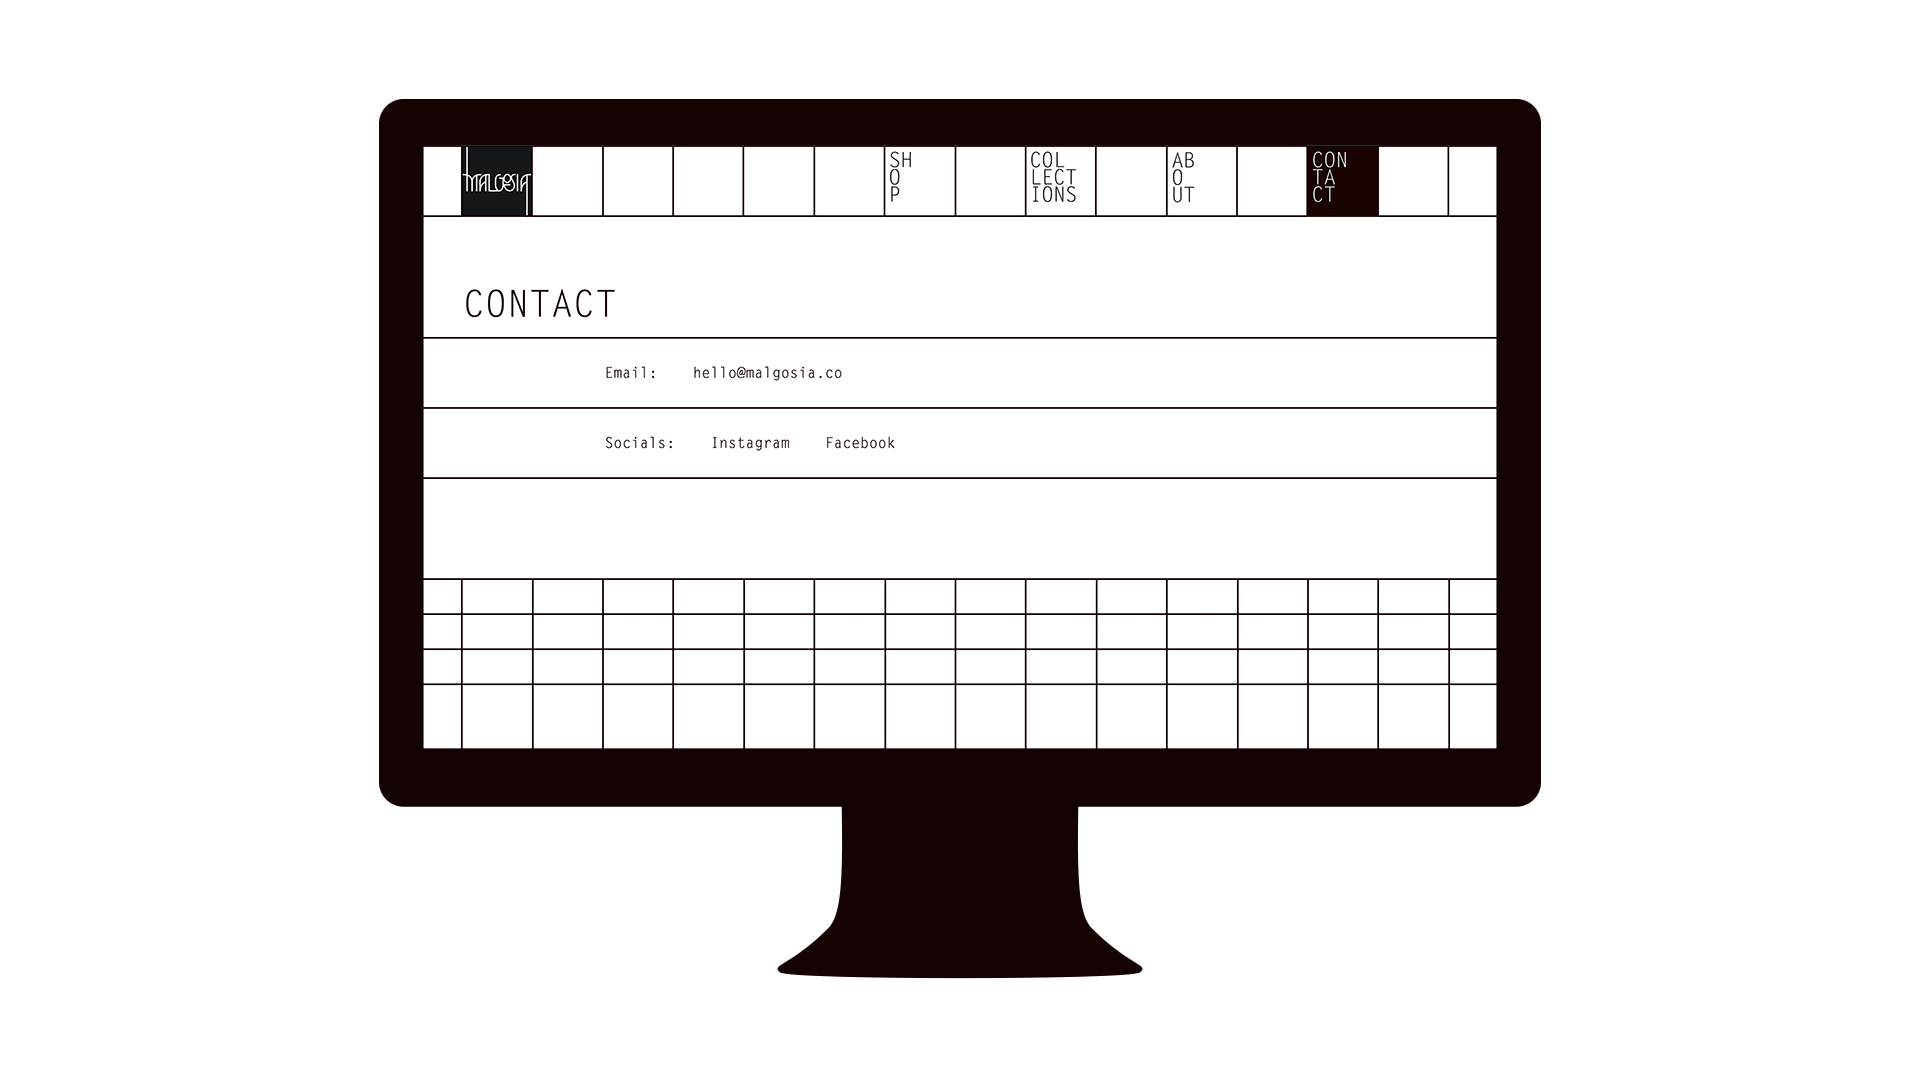 MALGOSIA
SH
O
P
COL
LECT
IONS
AB
O
UT
CON
TA
CT
CONTACT
Email: hello@malgosia.co
Socials: Instagram Facebook